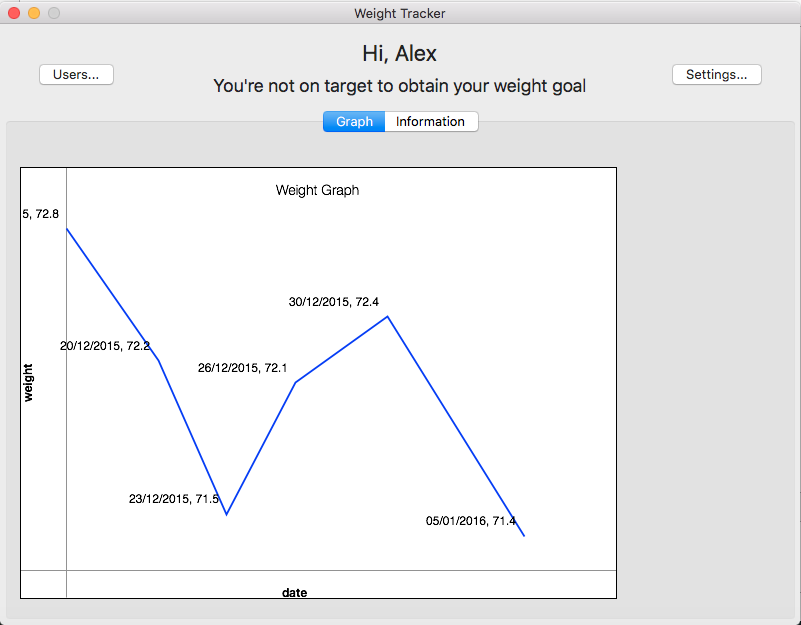 Weight Tracker
Hi, Alex
Users...
Settings...
You're not on target to obtain your weight goal
Graph
Information
Weight Graph
5, 72.8
30/12/2015, 72.4
20/12/2015, 72.2
26/12/2015, 72.1
weight
23/12/2015, 71.5
05/01/2016, 71.4
date